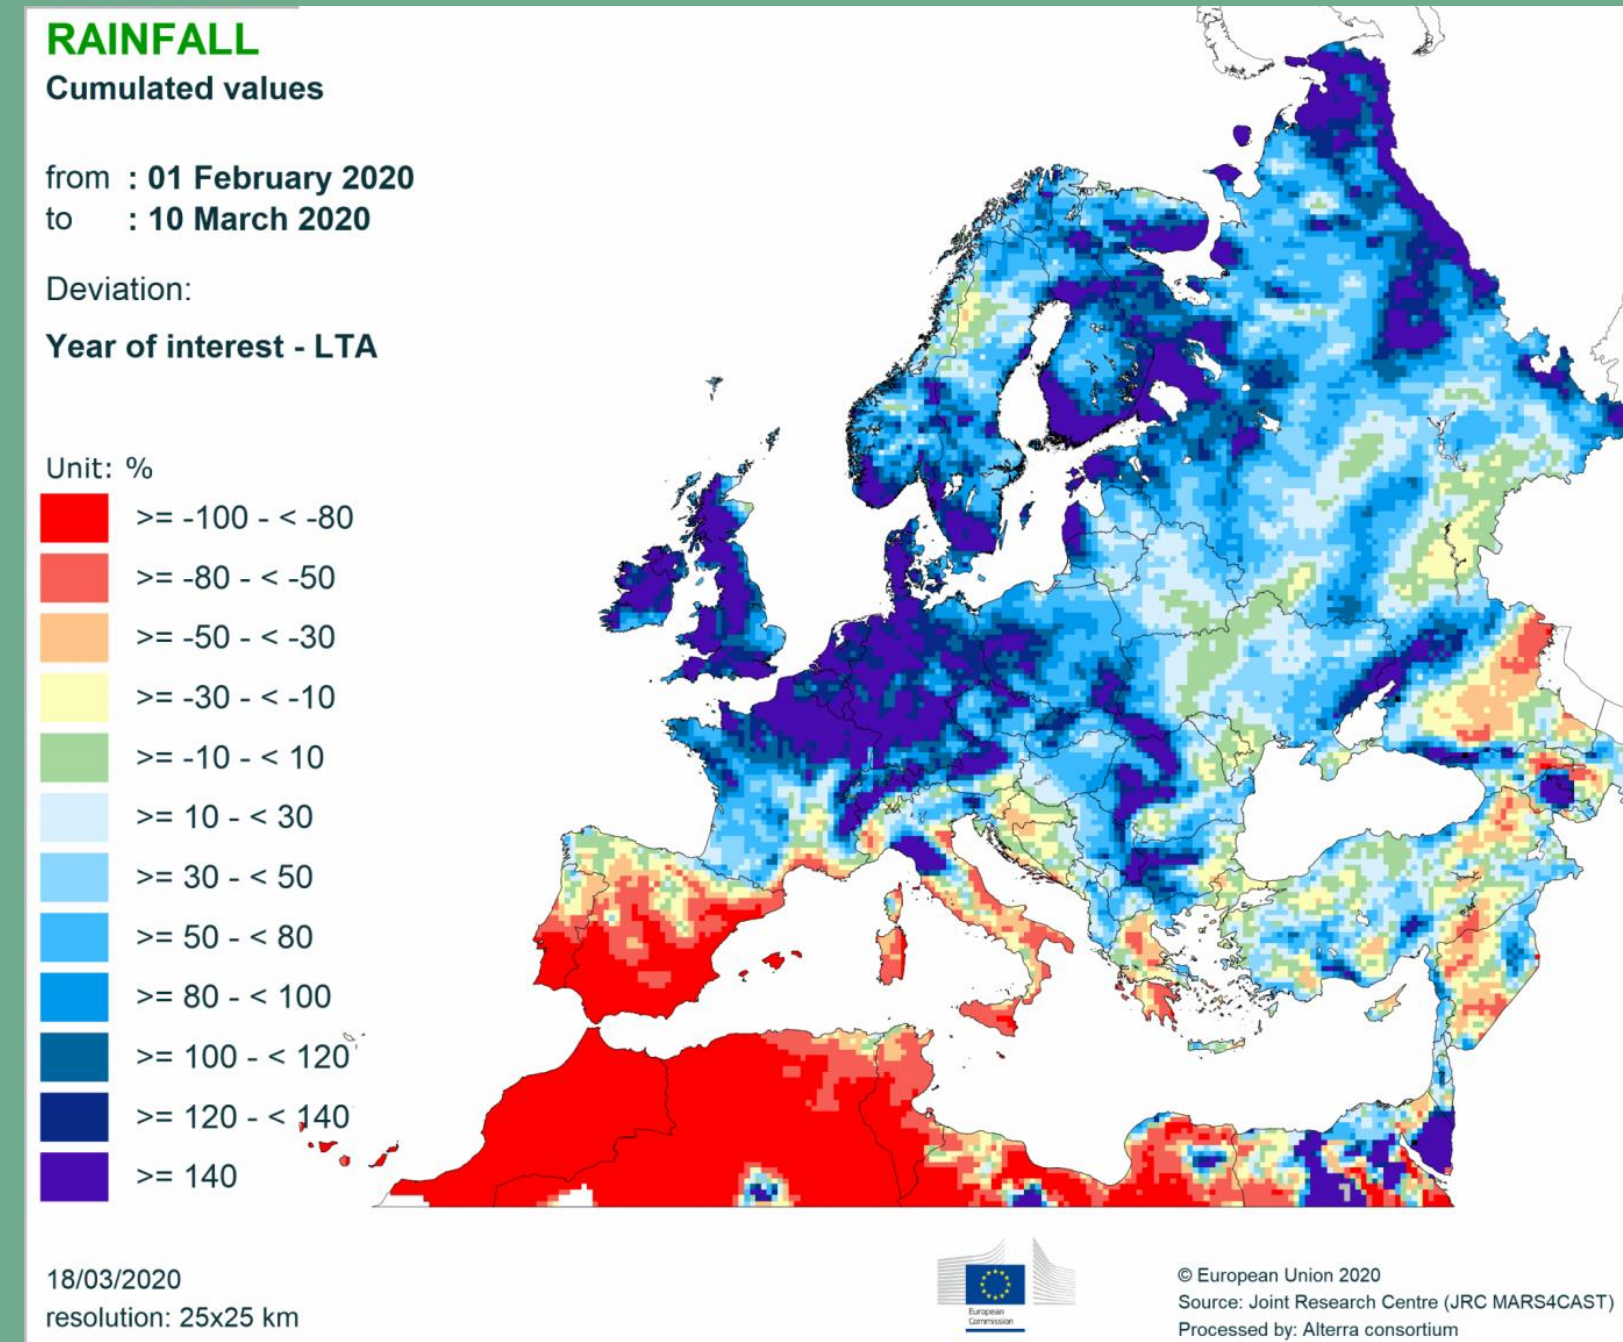 RAINFALL
Cumulated values
from : 01 February 2020
to : 10 March 2020
Deviation:
Year of interest - LTA
Unit: %
>= -100 - < -80
>= -80 - < -50
>= -50 - < -30
>= -30 - < -10
>= -10 - < 10
>= 10 - < 30
>= 30 - < 50
>= 50 - < 80
>= 80 - < 100
>= 100 - < 120
>= 120 - < 140
>= 140
18/03/2020
resolution: 25x25 km
European
Commission
© European Union 2020
Source: Joint Research Centre (JRC MARS4CAST)
Processed by: Alterra consortium